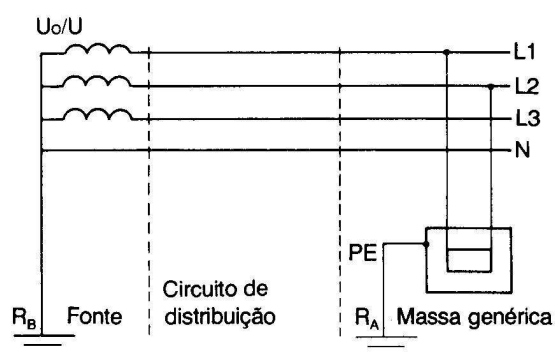 Uo/U
L1
L2
L3
N
PE
RB Fonte
Circuito de
distribuição
RA Massa genérica